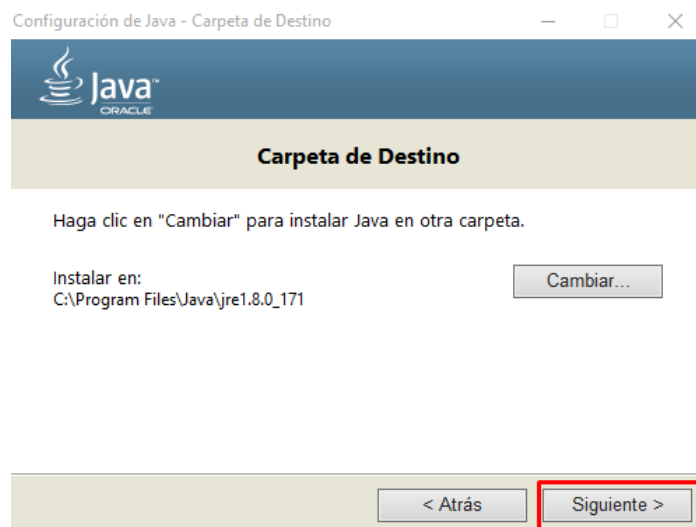 Configuración de Java - Carpeta de Destino
Java™
ORACLE
Carpeta de Destino
Haga clic en "Cambiar" para instalar Java en otra carpeta.
Instalar en:
Cambiar...
C:\Program Files\Java\jre1.8.0_171
< Atrás
Siguiente >